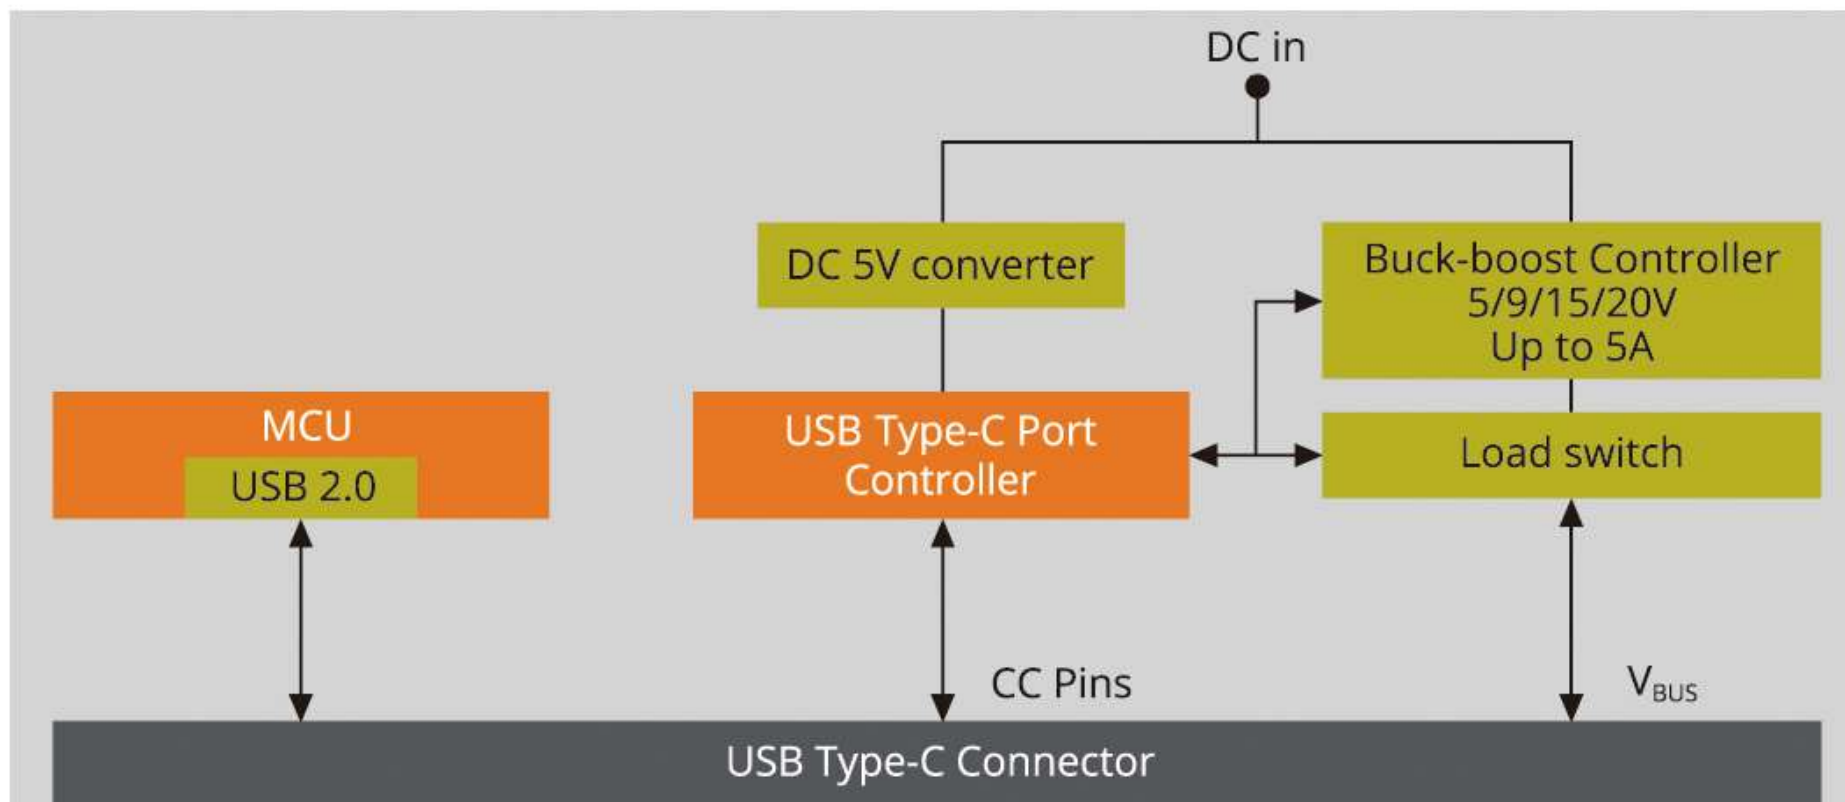 DC in
DC 5V converter
Buck-boost Controller
5/9/15/20V
Up to 5A
MCU
USB 2.0
USB Type-C Port
Controller
Load switch
CC Pins
VBUS
USB Type-C Connector